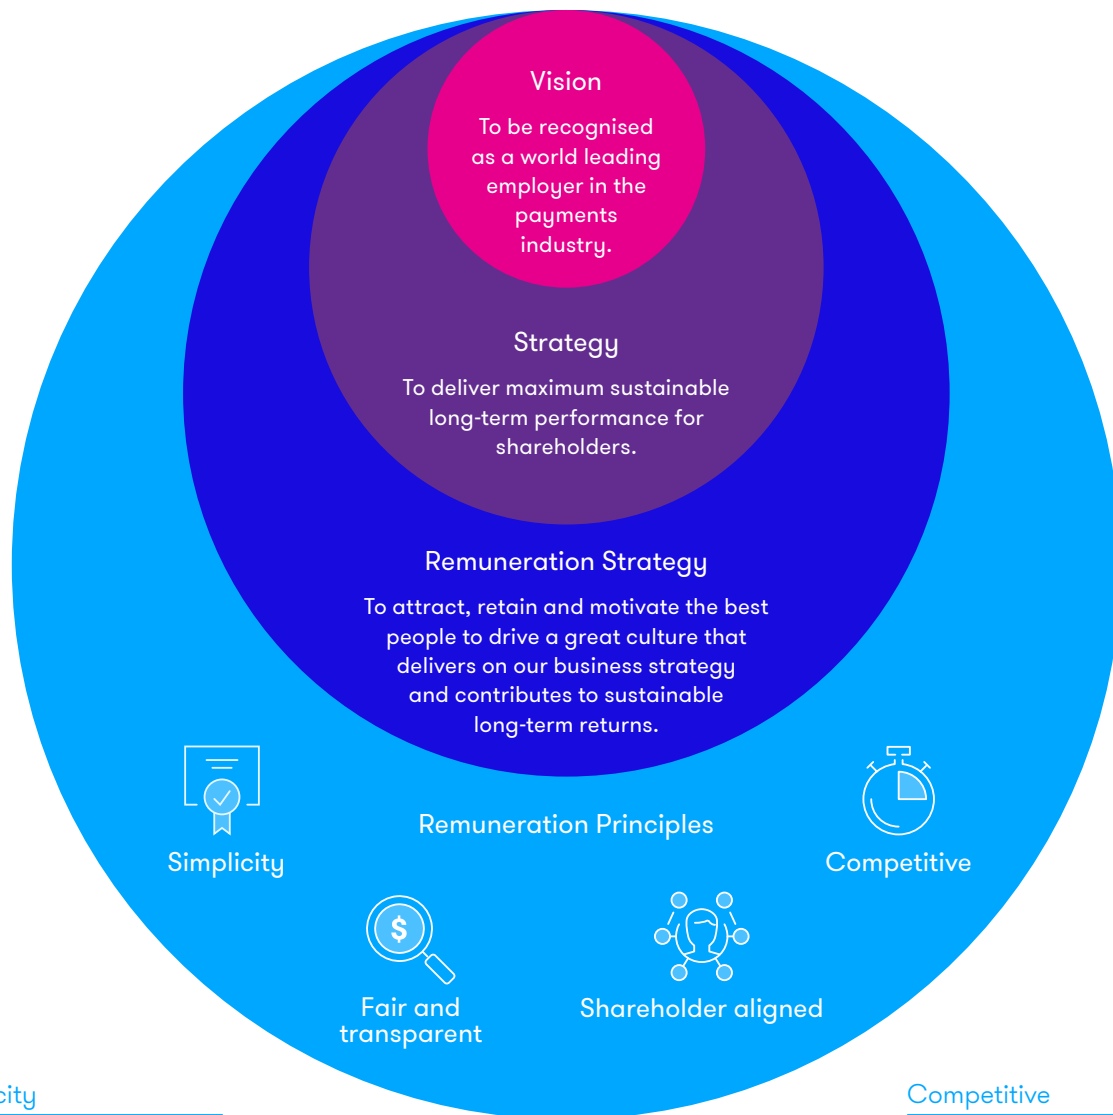 Vision
To be recognised
as a world leading
employer in the
payments
industry.
Strategy
To deliver maximum sustainable
long-term performance for
shareholders.
Remuneration Strategy
To attract, retain and motivate the best
people to drive a great culture that
delivers on our business strategy
and contributes to sustainable
long-term returns.
Remuneration Principles
Simplicity
Competitive
$
Fair and
transparent
Shareholder aligned
city
Competitive